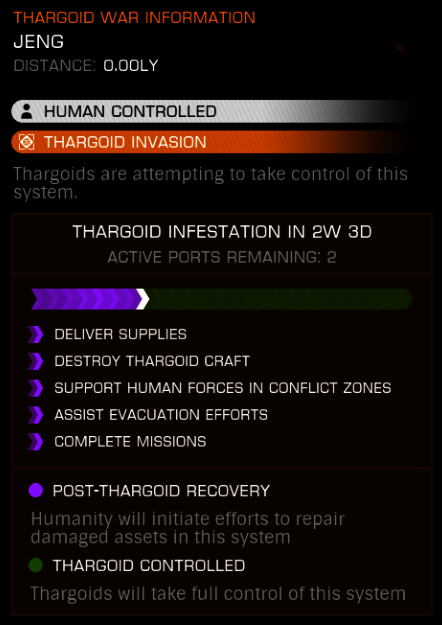 THARGOID WAR INFORMATION
JENG
DISTANCE: 0.00LY
HUMAN CONTROLLED
THARGOID INVASION
Thargoids are attempting to take control of this
system.
THARGOID INFESTATION IN 2W 3D
ACTIVE PORTS REMAINING: 2
DELIVER SUPPLIES
DESTROY THARGOID CRAFT
SUPPORT HUMAN FORCES IN CONFLICT ZONES
ASSIST EVACUATION EFFORTS
COMPLETE MISSIONS
POST-THARGOID RECOVERY
Humanity will initiate efforts to repair
damaged assets in this system
THARGOID CONTROLLED
Thargoids will take full control of this system